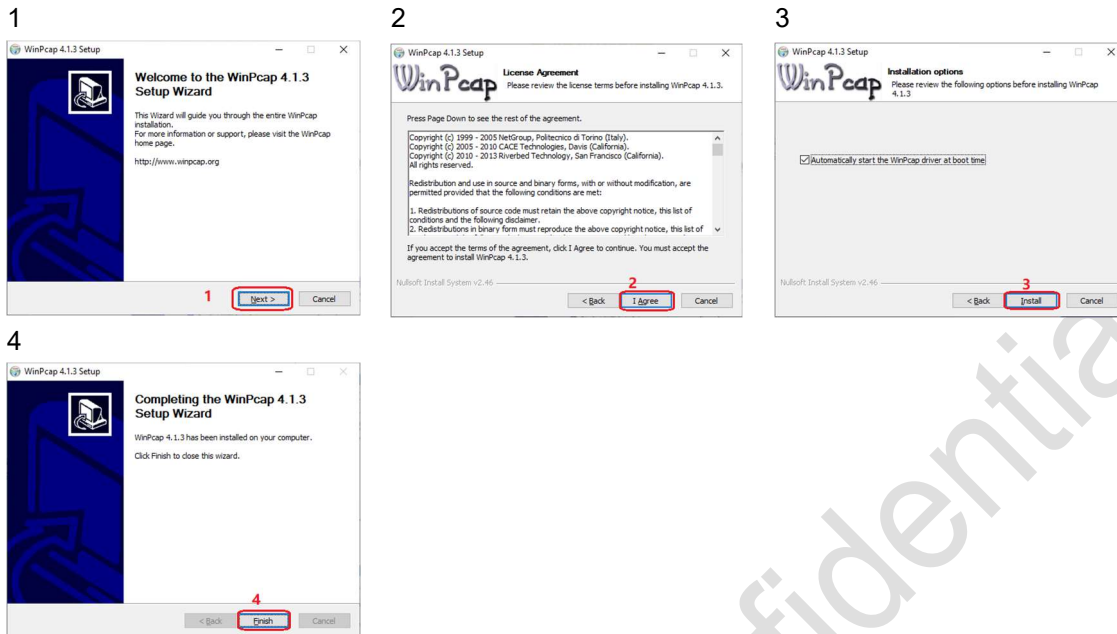 1
WinPcap 4.1.3 Setup
Welcome to the WinPcap 4.1.3
Setup Wizard
This Wizard will guide you through the entire WinPcap
installation.
For more information or support, please visit the WinPcap
home page.
http://www.winpcap.org
1
Next >
Cancel
2
WinPcap 4.1.3 Setup
WinPcap
License Agreement
Please review the license terms before installing WinPcap 4.1.3.
Press Page Down to see the rest of the agreement.
Copyright (c) 1999 - 2005 NetGroup, Politecnico di Torino (Italy).
Copyright (c) 2005 - 2010 CACE Technologies, Davis (California).
Copyright (c) 2010 - 2013 Riverbed Technology, San Francisco (California).
All rights reserved.
Redistribution and use in source and binary forms, with or without modification, are
permitted provided that the following conditions are met:
1. Redistributions of source code must retain the above copyright notice, this list of
conditions and the following disclaimer.
2. Redistributions in binary form must reproduce the above copyright notice, this list of
If you accept the terms of the agreement, click I Agree to continue. You must accept the
agreement to install WinPcap 4.1.3.
Nullsoft Install System v2.46
2
< Back
I Agree
Cancel
3
WinPcap 4.1.3 Setup
WinPcap
Installation options
Please review the following options before installing WinPcap
4.1.3
Automatically start the WinPcap driver at boot time
Nullsoft Install System v2.46
3
< Back
Install
Cancel
4
WinPcap 4.1.3 Setup
Completing the WinPcap 4.1.3
Setup Wizard
WinPcap 4.1.3 has been installed on your computer.
Click Finish to close this wizard.
4
< Back
Finish
Cancel
fidentia